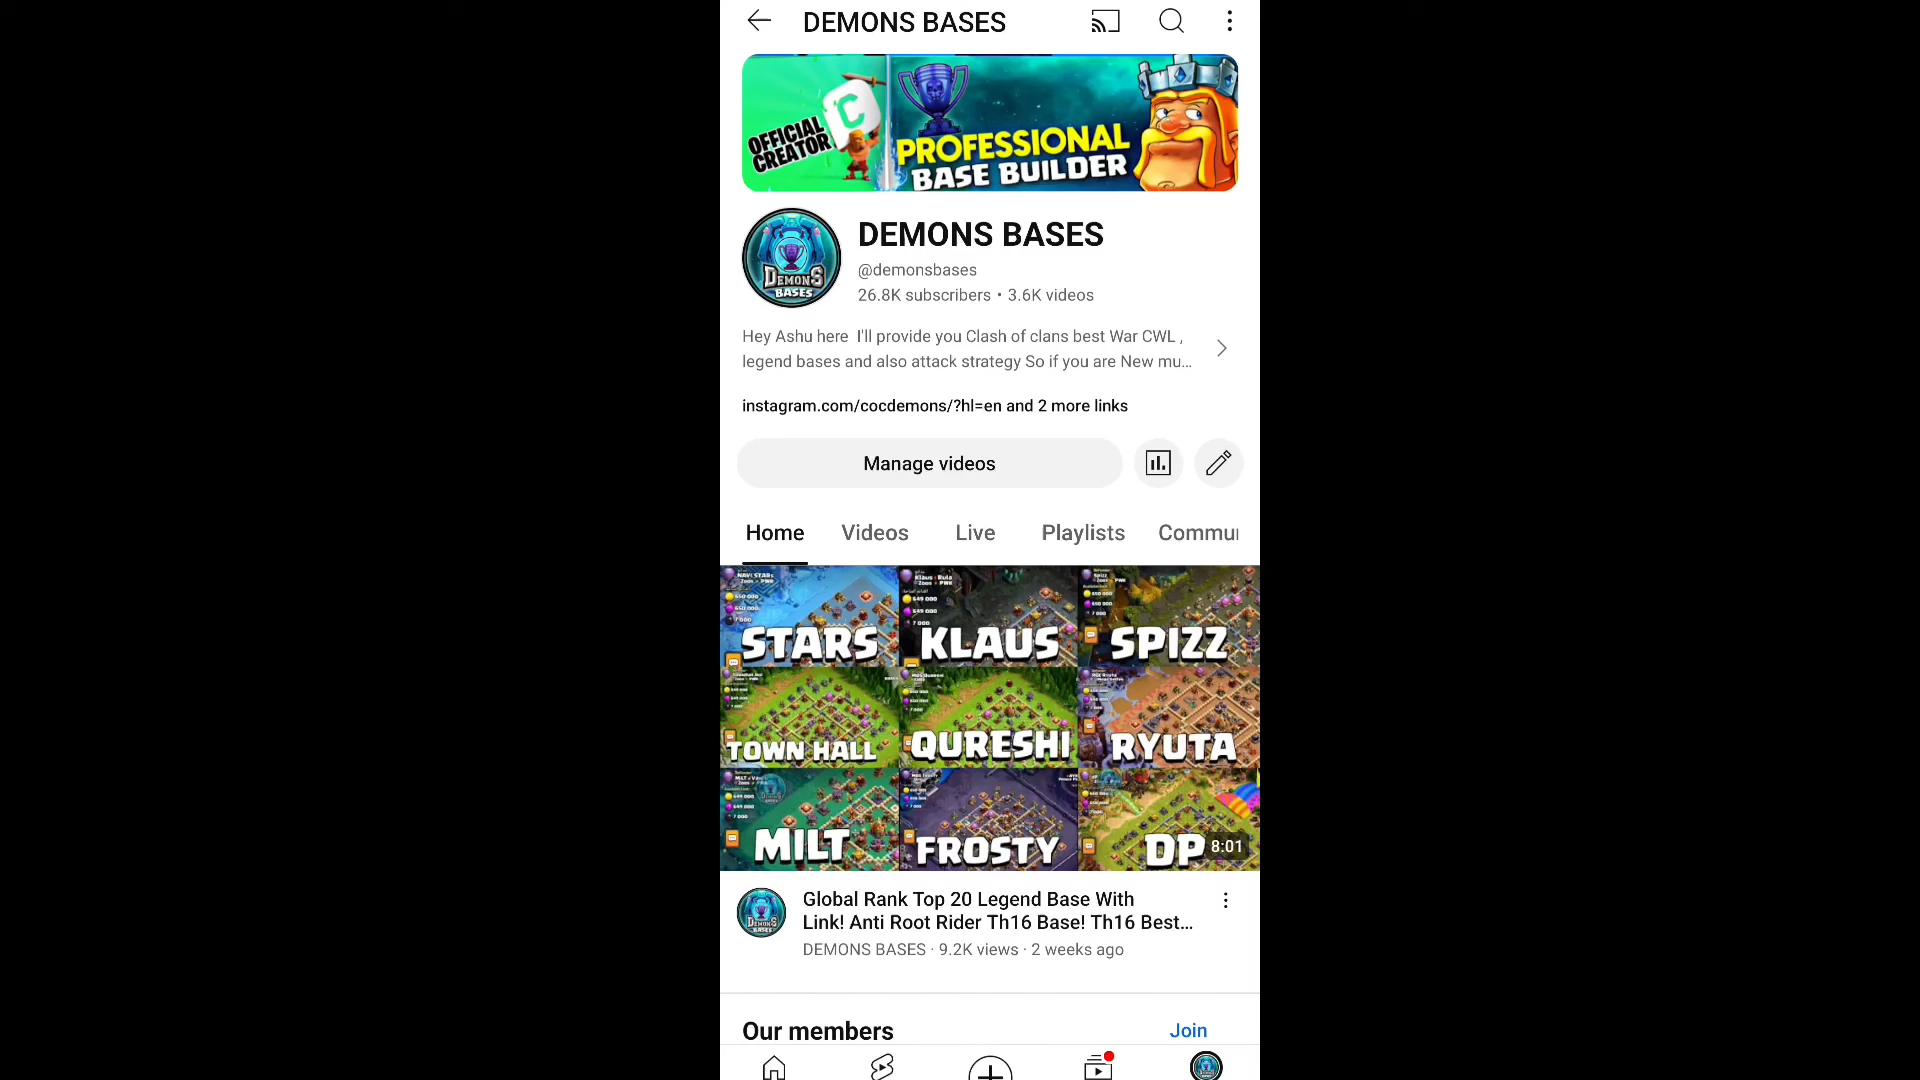 DEMONS BASES
OFFICIAL
CREATOR
C
PROFESSIONAL
BASE BUILDER
DEMONS
BASES
DEMONS BASES
@demonsbases
26.8K subscribers • 3.6K videos
Hey Ashu here I'll provide you Clash of clans best War CWL ,
legend bases and also attack strategy So if you are New mu...
instagram.com/cocdemons/?hl=en and 2 more links
Manage videos
Home Videos Live Playlists Commu
STARS KLAUS SPIZZ
TOWN HALL QURESHI RYUTA
MILT FROSTY DP 8:01
Global Rank Top 20 Legend Base With
Link! Anti Root Rider Th16 Base! Th16 Best...
DEMONS BASES · 9.2K views · 2 weeks ago
Our members Join